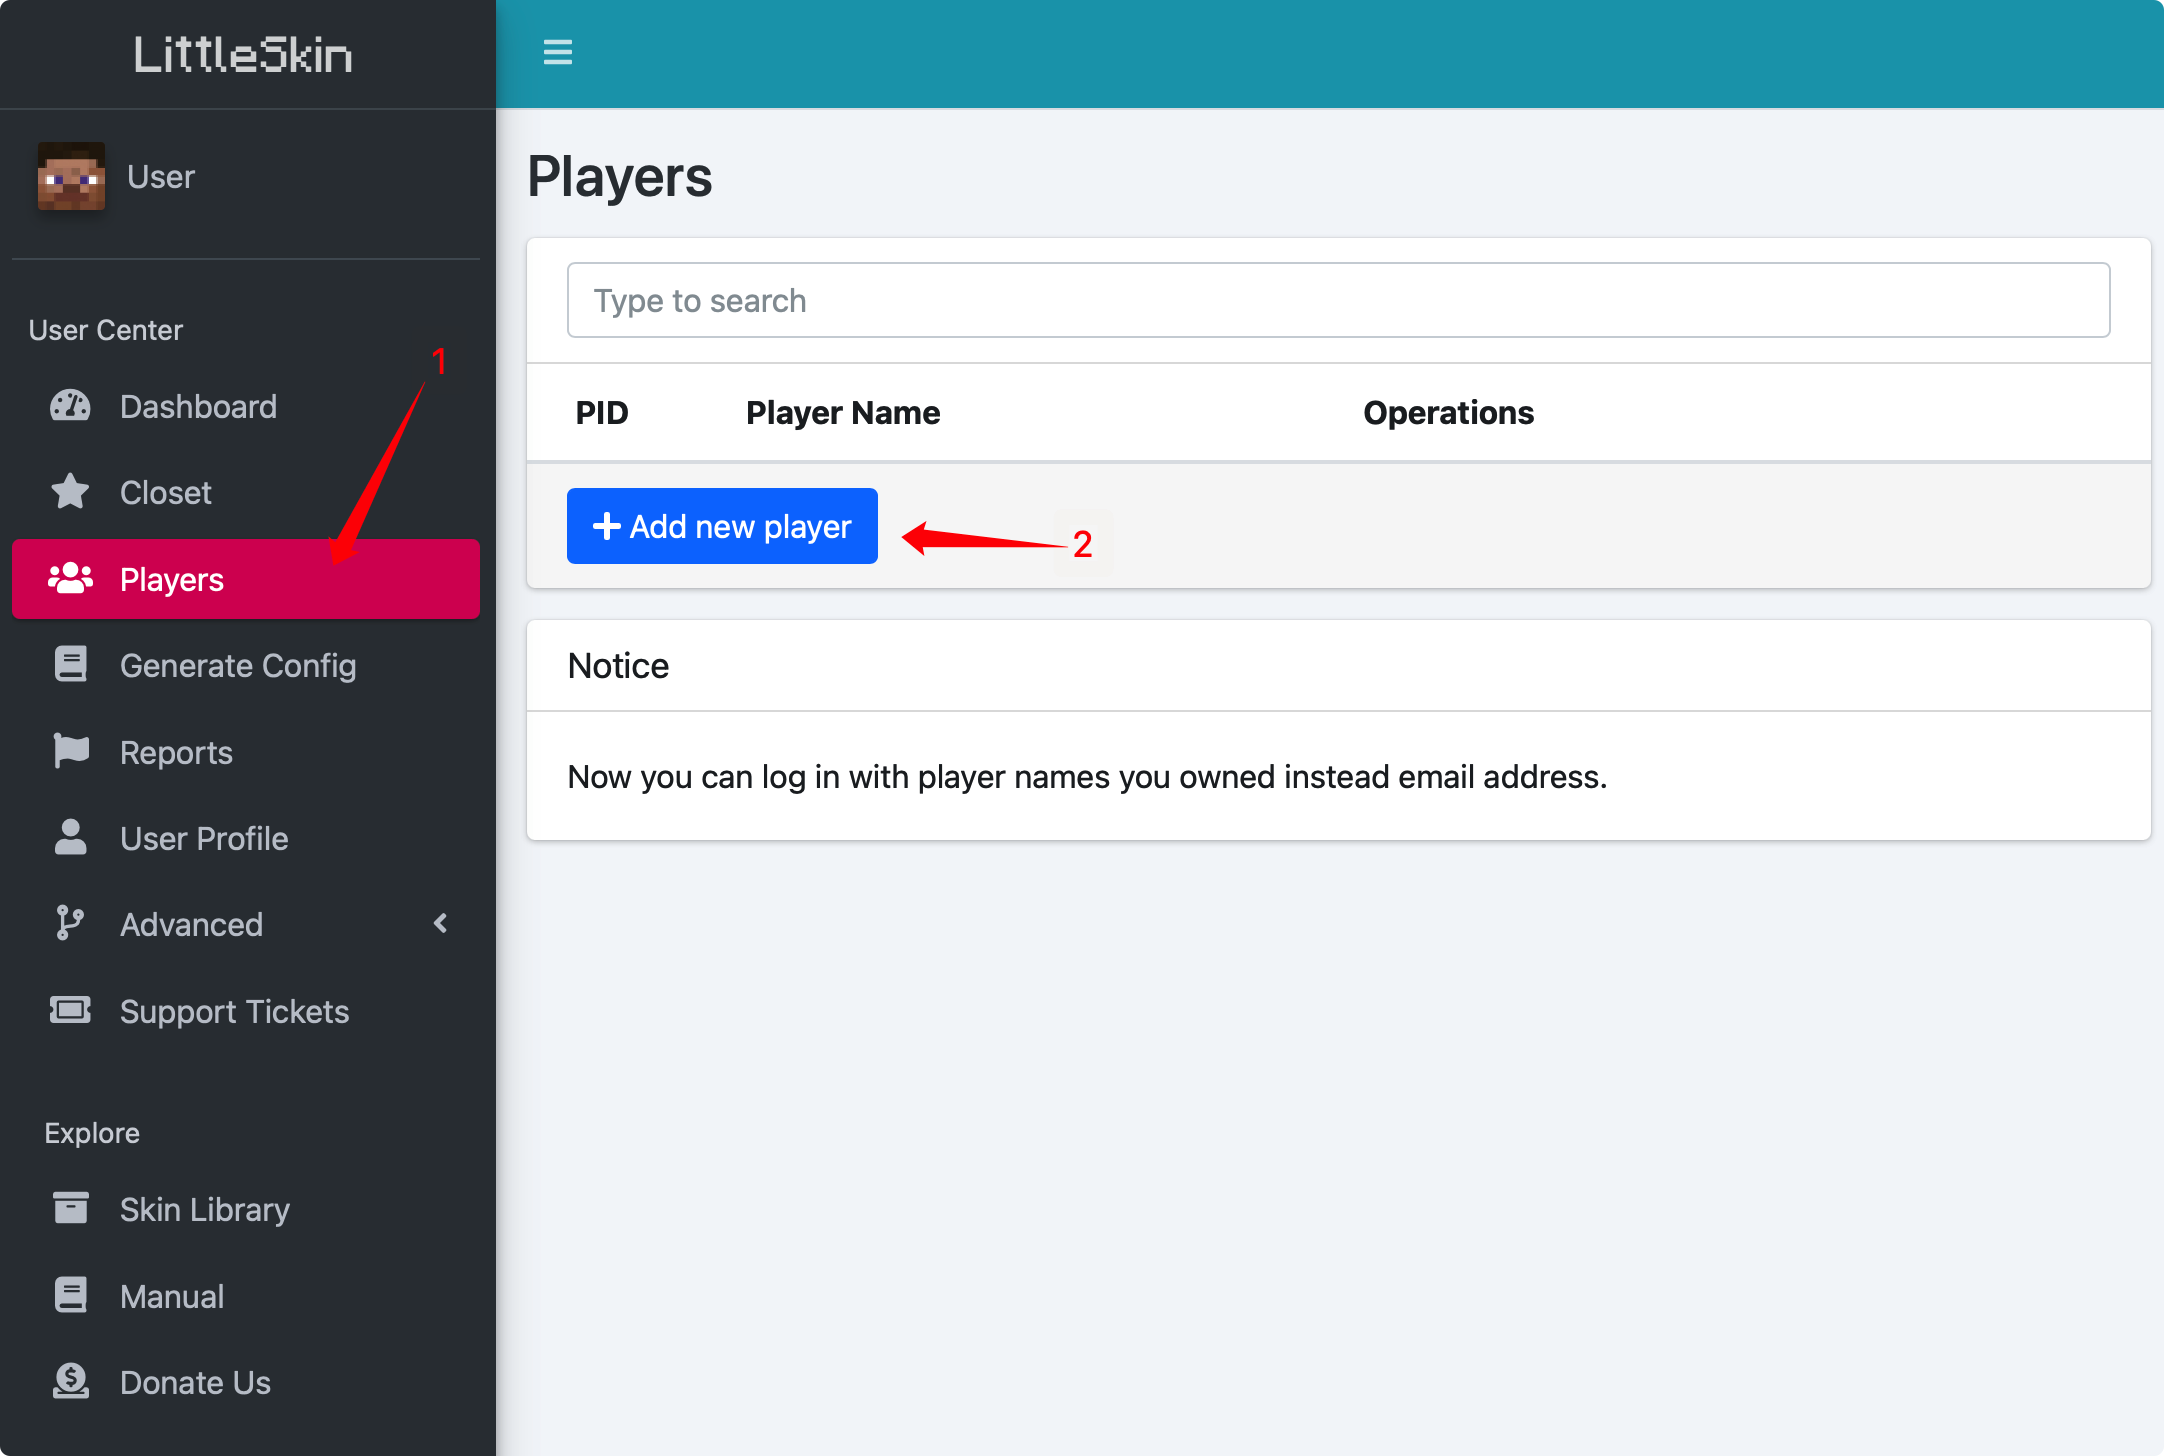 LittleSkin
User
User Center
1
Dashboard
Closet
Players
Generate Config
Reports
User Profile
Advanced
Support Tickets
Explore
Skin Library
Manual
Donate Us
Players
Type to search
PID Player Name Operations
Add new player 2
Notice
Now you can log in with player names you owned instead email address.